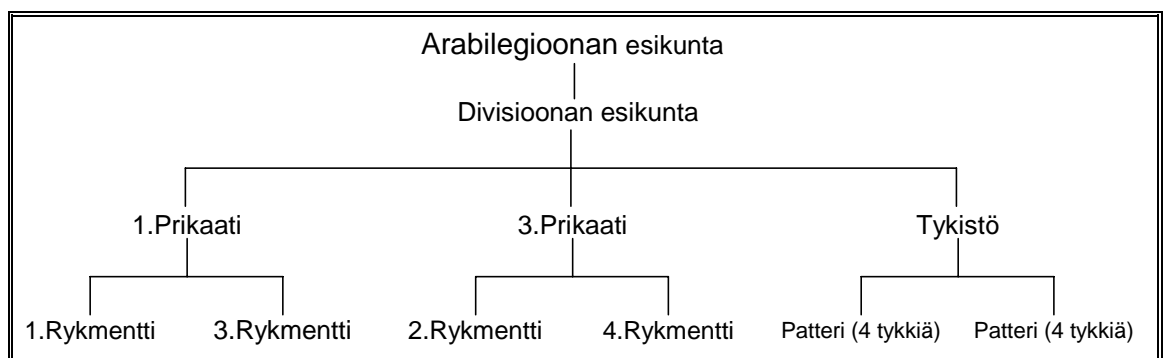 Arabilegioonan esikunta
Divisioonan esikunta
1.Prikaati 3.Prikaati Tykistö
1.Rykmentti 3.Rykmentti 2.Rykmentti 4.Rykmentti Patteri (4 tykkiä) Patteri (4 tykkiä)